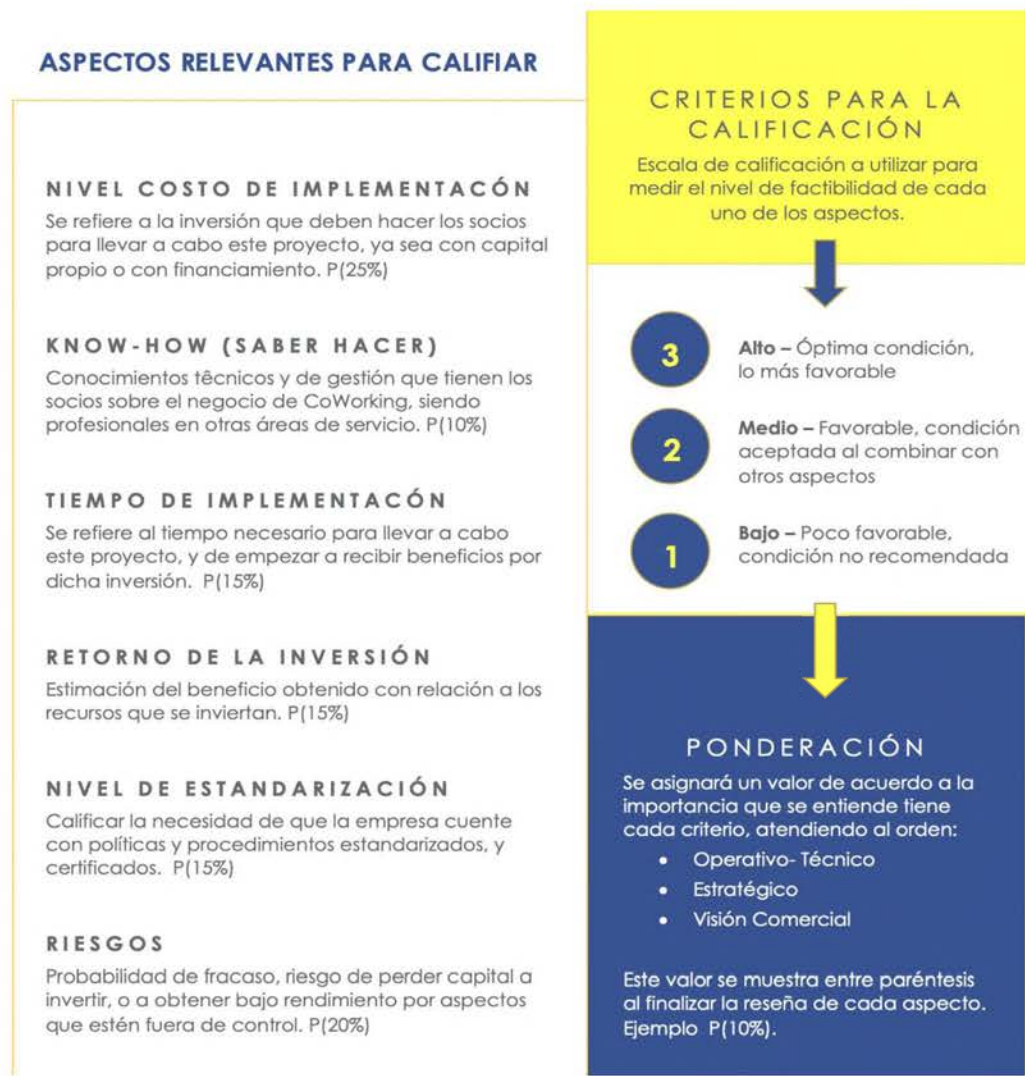 ASPECTOS RELEVANTES PARA CALIFIAR
NIVEL COSTO DE IMPLEMENTACÓN
Se refiere a la inversión que deben hacer los socios
para llevar a cabo este proyecto, ya sea con capital
propio o con financiamiento. P(25%)
KNOW-HOW (SABER HACER)
Conocimientos têcnicos y de gestión que tienen los
socios sobre el negocio de CoWorking, siendo
profesionales en otras áreas de servicio. P(10%)
TIEMPO DE IMPLEMENTACÓN
Se refiere al tiempo necesario para llevar a cabo
este proyecto, y de empezar a recibir beneficios por
dicha inversión. P(15%)
RETORNO DE LA INVERSIÓN
Estimación del beneficio obtenido con relación a los
recursos que se inviertan. P(15%)
NIVEL DE ESTANDARIZACIÓN
Calificar la necesidad de que la empresa cuente
con políticas y procedimientos estandarizados, y
certificados. P(15%)
RIESGOS
Probabilidad de fracaso, riesgo de perder capital a
invertir, o a obtener bajo rendimiento por aspectos
que estén fuera de control. P(20%)
CRITERIOS PARA LA
CALIFICACIÓN
Escala de calificación a utilizar para
medir el nivel de factibilidad de cada
uno de los aspectos.
3
Alto – Óptima condición,
lo más favorable
2
Medio – Favorable, condición
aceptada al combinar con
otros aspectos
1
Bajo – Poco favorable,
condición no recomendada
PONDERACIÓN
Se asignará un valor de acuerdo a la
importancia que se entiende tiene
cada criterio, atendiendo al orden:
• Operativo- Técnico
• Estratégico
• Visión Comercial
Este valor se muestra entre paréntesis
al finalizar la reseña de cada aspecto.
Ejemplo P(10%).